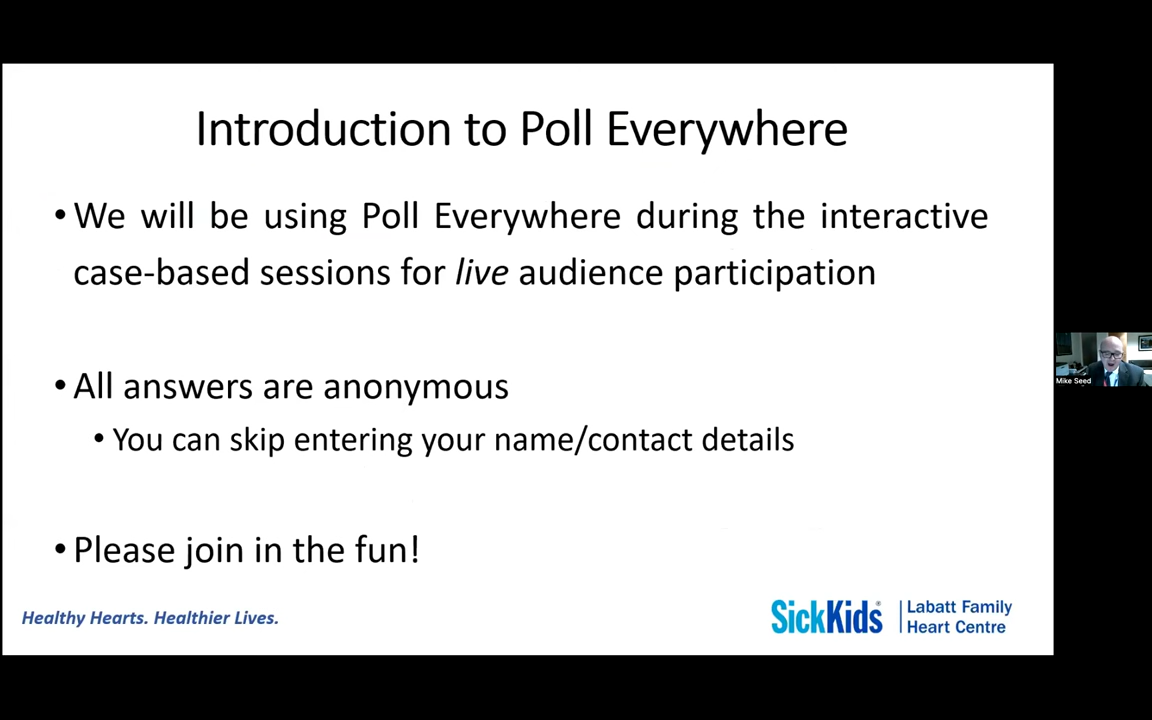 Introduction to Poll Everywhere
• We will be using Poll Everywhere during the interactive
case-based sessions for live audience participation
• All answers are anonymous
• You can skip entering your name/contact details
• Please join in the fun!
Healthy Hearts. Healthier Lives.
SickKids® | Labatt Family
Heart Centre
Mike Seed